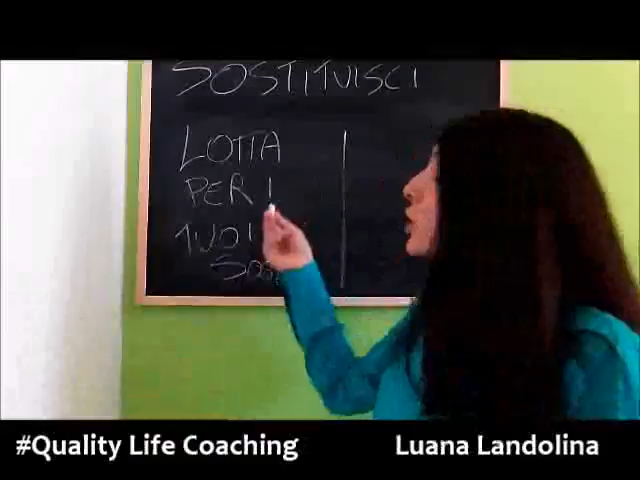 SOSTITUISCI
LOTTA
PER I
TUOI
#Quality Life Coaching Luana Landolina